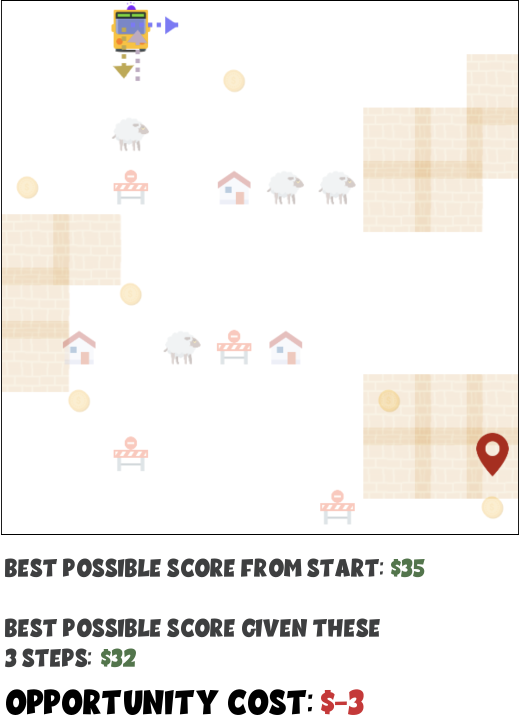 BEST POSSIBLE SCORE FROM START: $35
BEST POSSIBLE SCORE GIVEN THESE
3 STEPS: $32
OPPORTUNITY COST: $-3